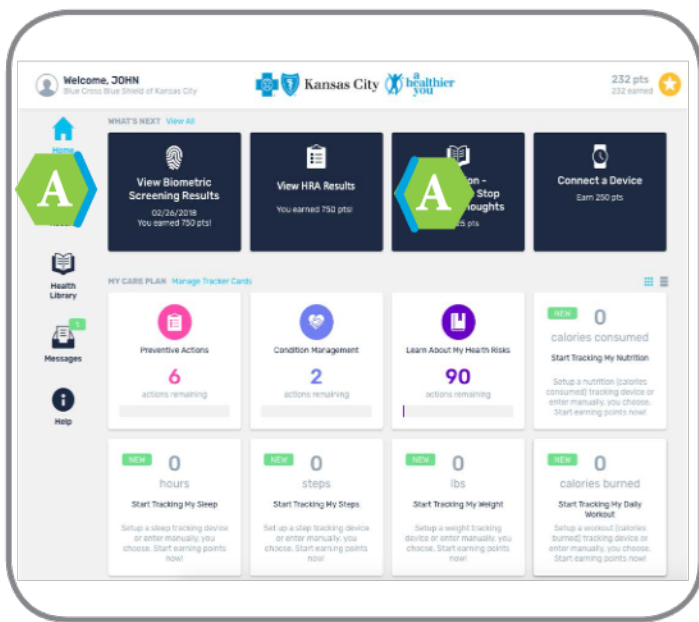 Welcome, JOHN
Blue Cross Blue Shield of Kansas City
Kansas City
a healthier you
232 pts
232 earned
WHAT'S NEXT View All
Home
A
View Biometric
Screening Results
02/26/2018
You earned 750 pts!
View HRA Results
You earned 750 pts!
A
Stop
Connect a Device
Earn 250 pts
Health
Library
MY CARE PLAN Manage Tracker Cards
1
Messages
Help
Preventive Actions
6
actions remaining
Condition Management
2
actions remaining
Learn About My Health Risks
90
actions remaining
NEW
0
calories consumed
Start Tracking My Nutrition
Setup a nutrition (calories
consumed) tracking device or
enter manually, you choose.
Start earning points now!
NEW
0
hours
Start Tracking My Sleep
Setup a sleep tracking device
or enter manually, you
choose. Start earning points
now!
NEW
0
steps
Start Tracking My Steps
Set up a step tracking device
or enter manually, you
choose. Start earning points
now!
NEW
0
lbs
Start Tracking My Weight
Setup a weight tracking
device or enter manually, you
choose. Start earning points
now!
NEW
0
calories burned
Start Tracking My Daily
Workout
Setup a workout (calories
burned) tracking device or
enter manually, you choose.
Start earning points now!